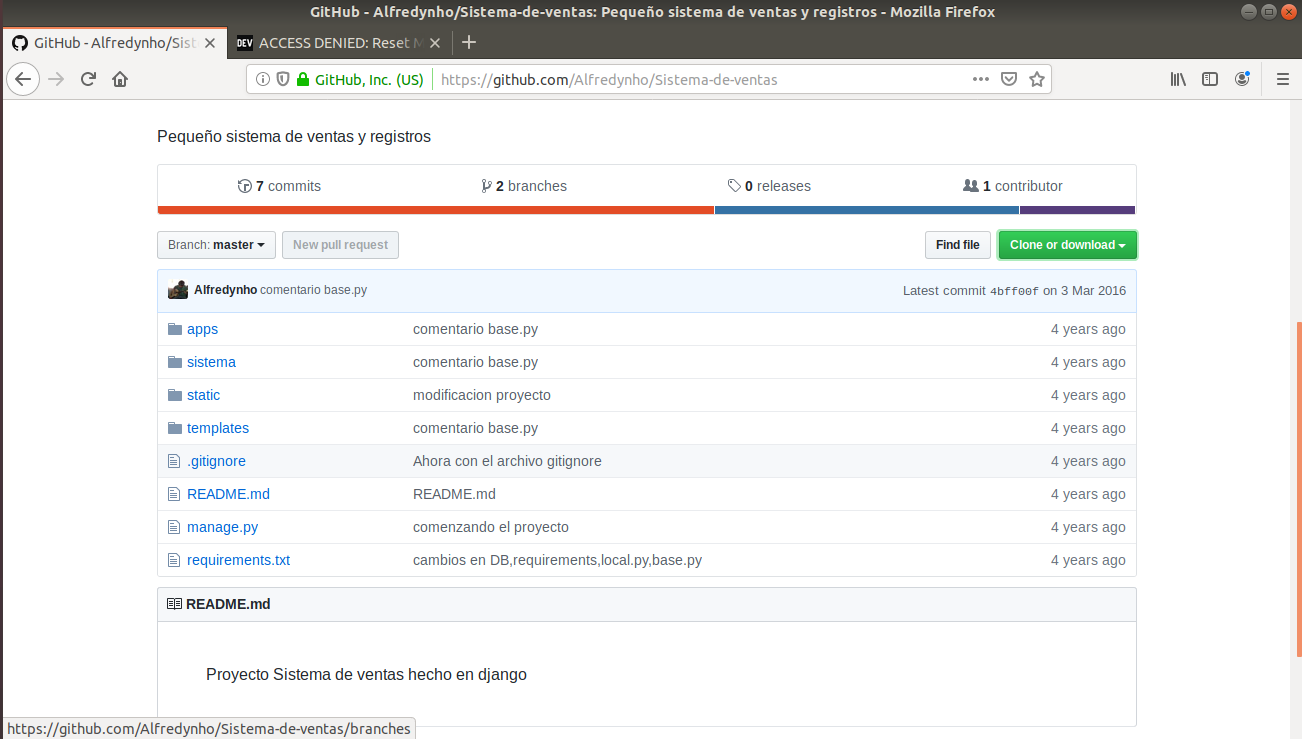 GitHub - Alfredynho/Sistema-de-ventas: Pequeño sistema de ventas y registros - Mozilla Firefox
GitHub - Alfredynho/Sist
DEV ACCESS DENIED: Reset M
GitHub, Inc. (US) https://github.com/Alfredynho/Sistema-de-ventas
Pequeño sistema de ventas y registros
7 commits 2 branches 0 releases 1 contributor
Branch: master New pull request Find file Clone or download
Alfredynho comentario base.py Latest commit 4bff00f on 3 Mar 2016
apps comentario base.py 4 years ago
sistema comentario base.py 4 years ago
static modificacion proyecto 4 years ago
templates comentario base.py 4 years ago
.gitignore Ahora con el archivo gitignore 4 years ago
README.md README.md 4 years ago
manage.py comenzando el proyecto 4 years ago
requirements.txt cambios en DB,requirements,local.py,base.py 4 years ago
README.md
Proyecto Sistema de ventas hecho en django
https://github.com/Alfredynho/Sistema-de-ventas/branches